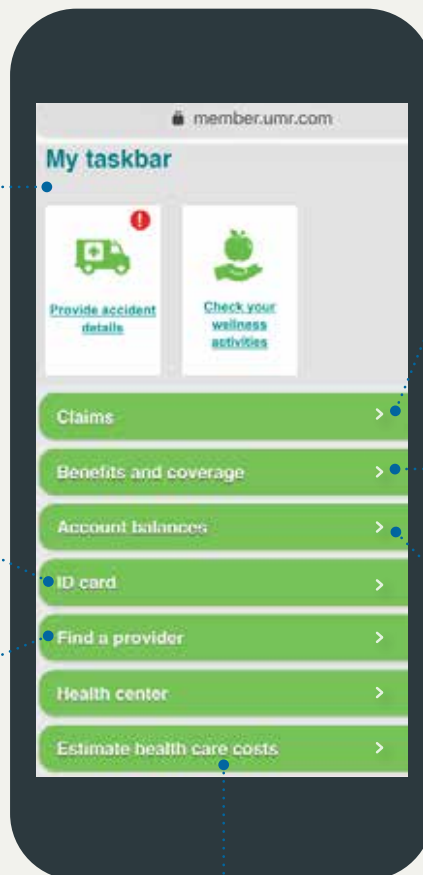 member.umr.com
My taskbar
!
Provide accident
details
Check your
wellness
activities
Claims
Benefits and coverage
Account balances
ID card
Find a provider
Health center
Estimate health care costs